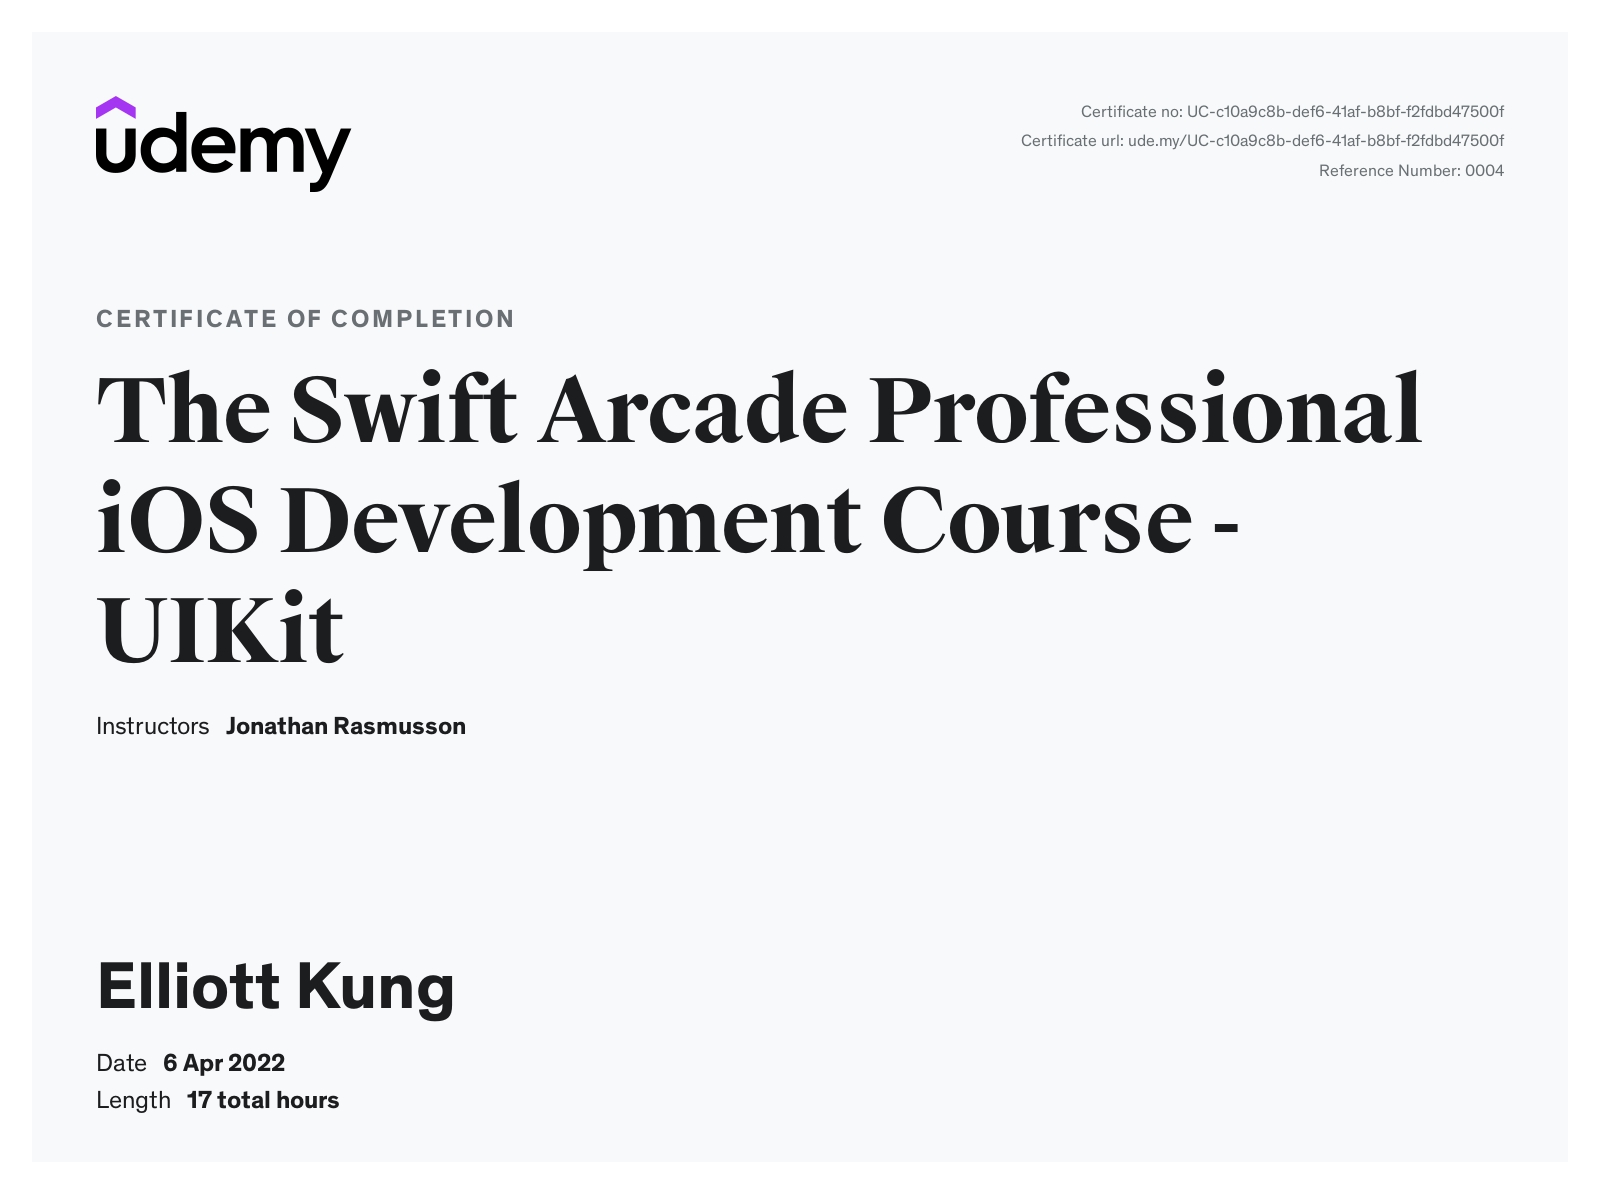 udemy
Certificate no: UC-c10a9c8b-def6-41af-b8bf-f2fdbd47500f
Certificate url: ude.my/UC-c10a9c8b-def6-41af-b8bf-f2fdbd47500f
Reference Number: 0004
CERTIFICATE OF COMPLETION
The Swift Arcade Professional
iOS Development Course -
UIKit
Instructors Jonathan Rasmusson
Elliott Kung
Date 6 Apr 2022
Length 17 total hours